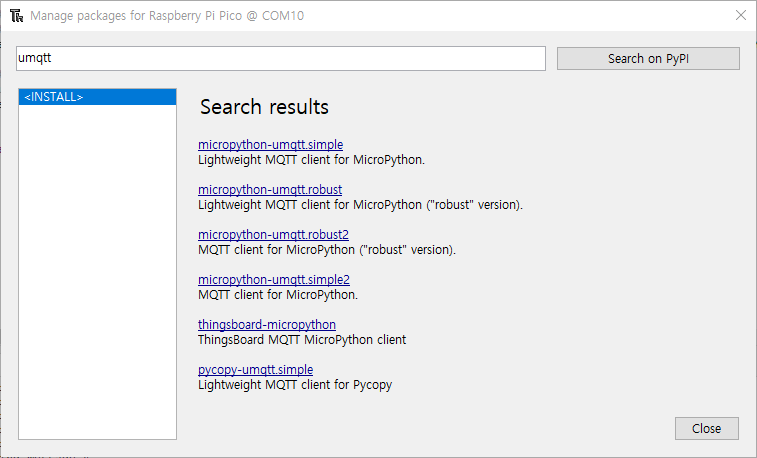 Manage packages for Raspberry Pi Pico @ COM10
umqtt
Search on PyPI
<INSTALL>
Search results
micropython-umqtt.simple
Lightweight MQTT client for MicroPython.
micropython-umqtt.robust
Lightweight MQTT client for MicroPython ("robust" version).
micropython-umqtt.robust2
MQTT client for MicroPython ("robust" version).
micropython-umqtt.simple2
MQTT client for MicroPython.
thingsboard-micropython
ThingsBoard MQTT MicroPython client
pycopy-umqtt.simple
Lightweight MQTT client for Pycopy
Close